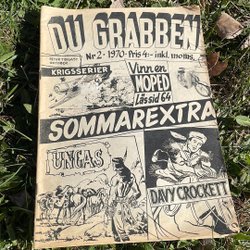 DU GRABBEN
Nr 2 - 1970 - Pris 4:- inkl. moms.
KRIGSSERIER
Vinn en
MOPED
Läs sid 64
SOMMAREXTRA
UNCAS
DAVY CROCKETT